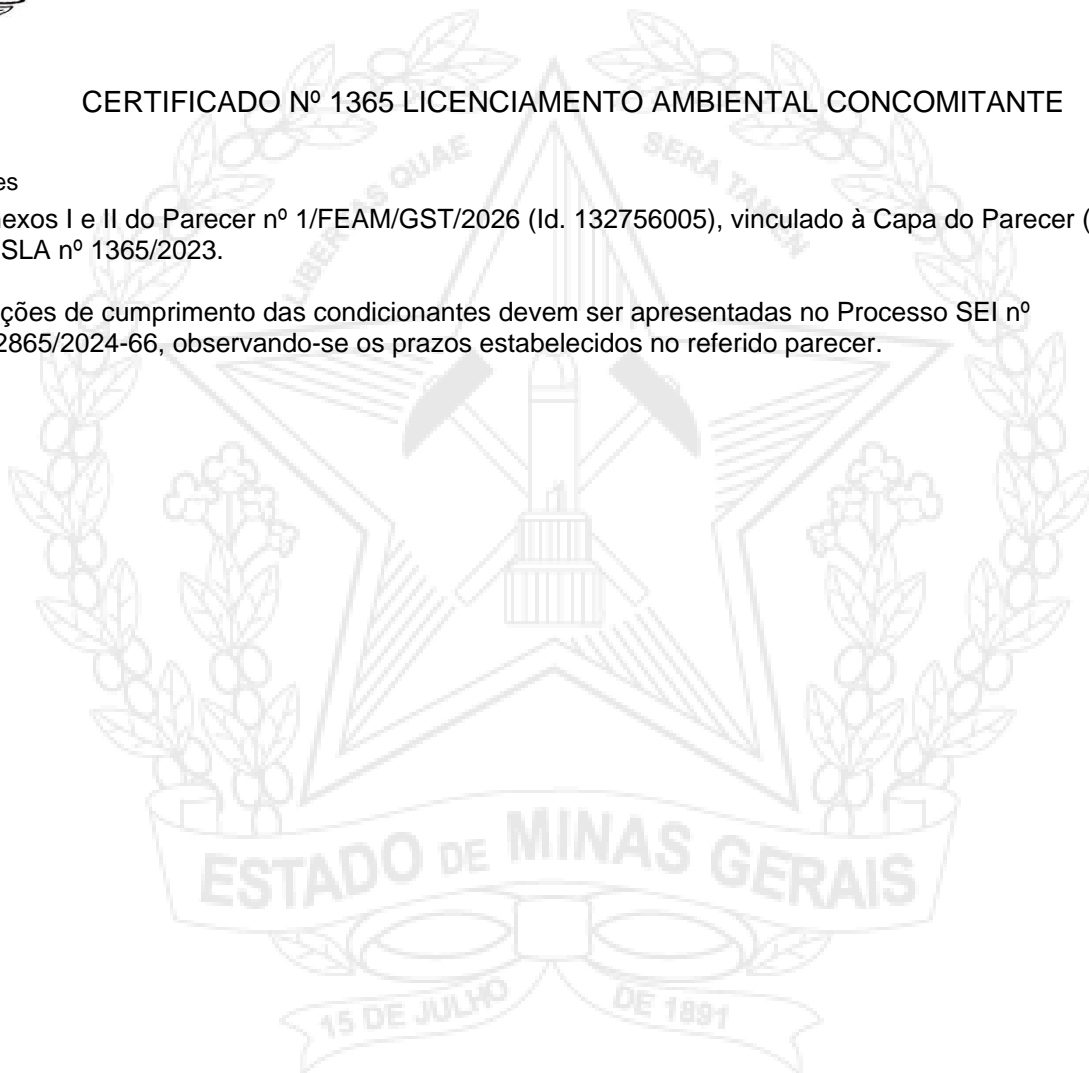 CERTIFICADO Nº 1365 LICENCIAMENTO AMBIENTAL CONCOMITANTE
es
nexos I e II do Parecer nº 1/FEAM/GST/2026 (Id. 132756005), vinculado à Capa do Parecer (
SLA nº 1365/2023.
ções de cumprimento das condicionantes devem ser apresentadas no Processo SEI nº
2865/2024-66, observando-se os prazos estabelecidos no referido parecer.
LIBERTAS QUAE SERA TAMEN
ESTADO DE MINAS GERAIS
15 DE JULHO DE 1891